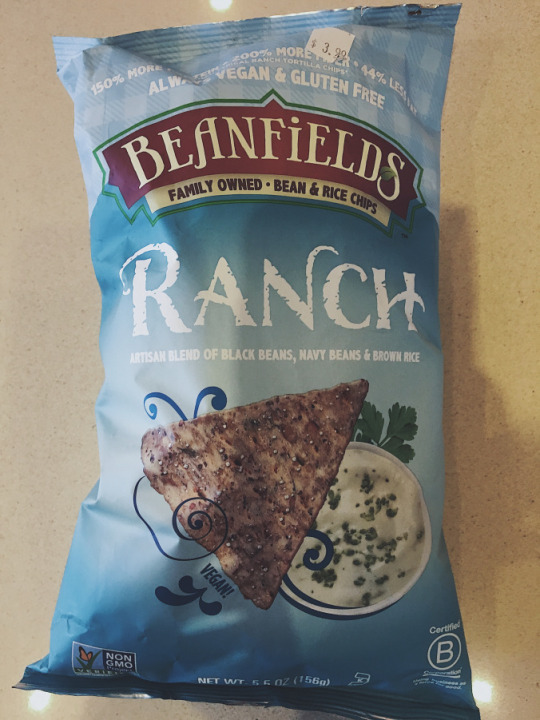 $ 3.99
150% MORE 200% MORE 44% LESS
RANCH TORTILLA CHIPS*
ALWAYS VEGAN & GLUTEN FREE
BEANFiELDS
FAMILY OWNED • BEAN & RICE CHIPS
RANCH
ARTISAN BLEND OF BLACK BEANS, NAVY BEANS & BROWN RICE
VEGAN!
NON
GMO
VERIFIED
Certified
B
Corporation
NET WT. 5.5 OZ (156g)
K